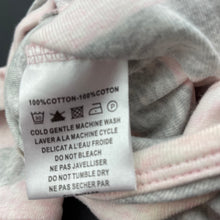 100%COTTON-100%COTON
COLD GENTLE MACHINE WASH
LAVER A LA MACHINE CYCLE
DELICAT A L'EAU FROIDE
DO NOT BLEACH
NE PAS JAVELLISER
DO NOT TUMBLE DRY
NE PAS SECHER PAR